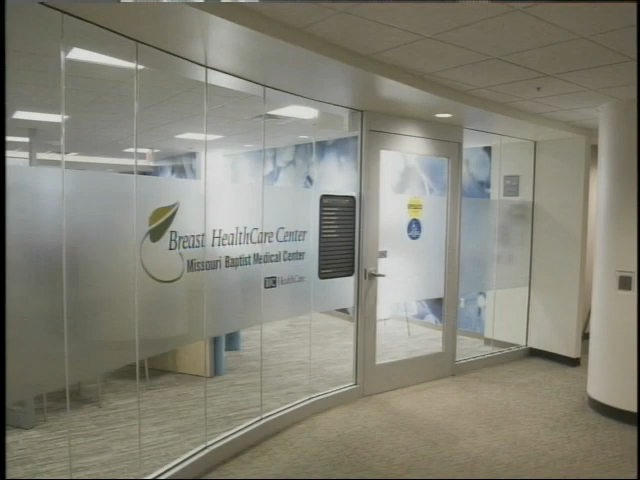 Breast HealthCare Center
Missouri Baptist Medical Center
BJC HealthCare